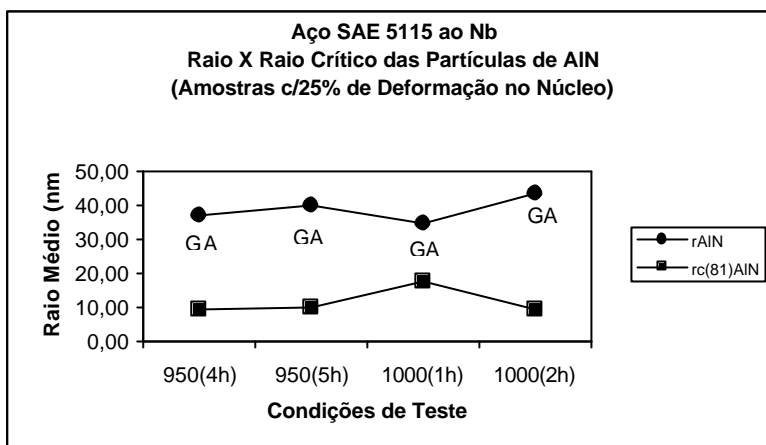 Aço SAE 5115 ao Nb
Raio X Raio Crítico das Partículas de AlN
(Amostras c/25% de Deformação no Núcleo)
Raio Médio (nm
50,00
40,00
30,00
20,00
10,00
0,00
GA
GA
GA
GA
950(4h)
950(5h)
1000(1h)
1000(2h)
Condições de Teste
rAlN
rc(81)AlN